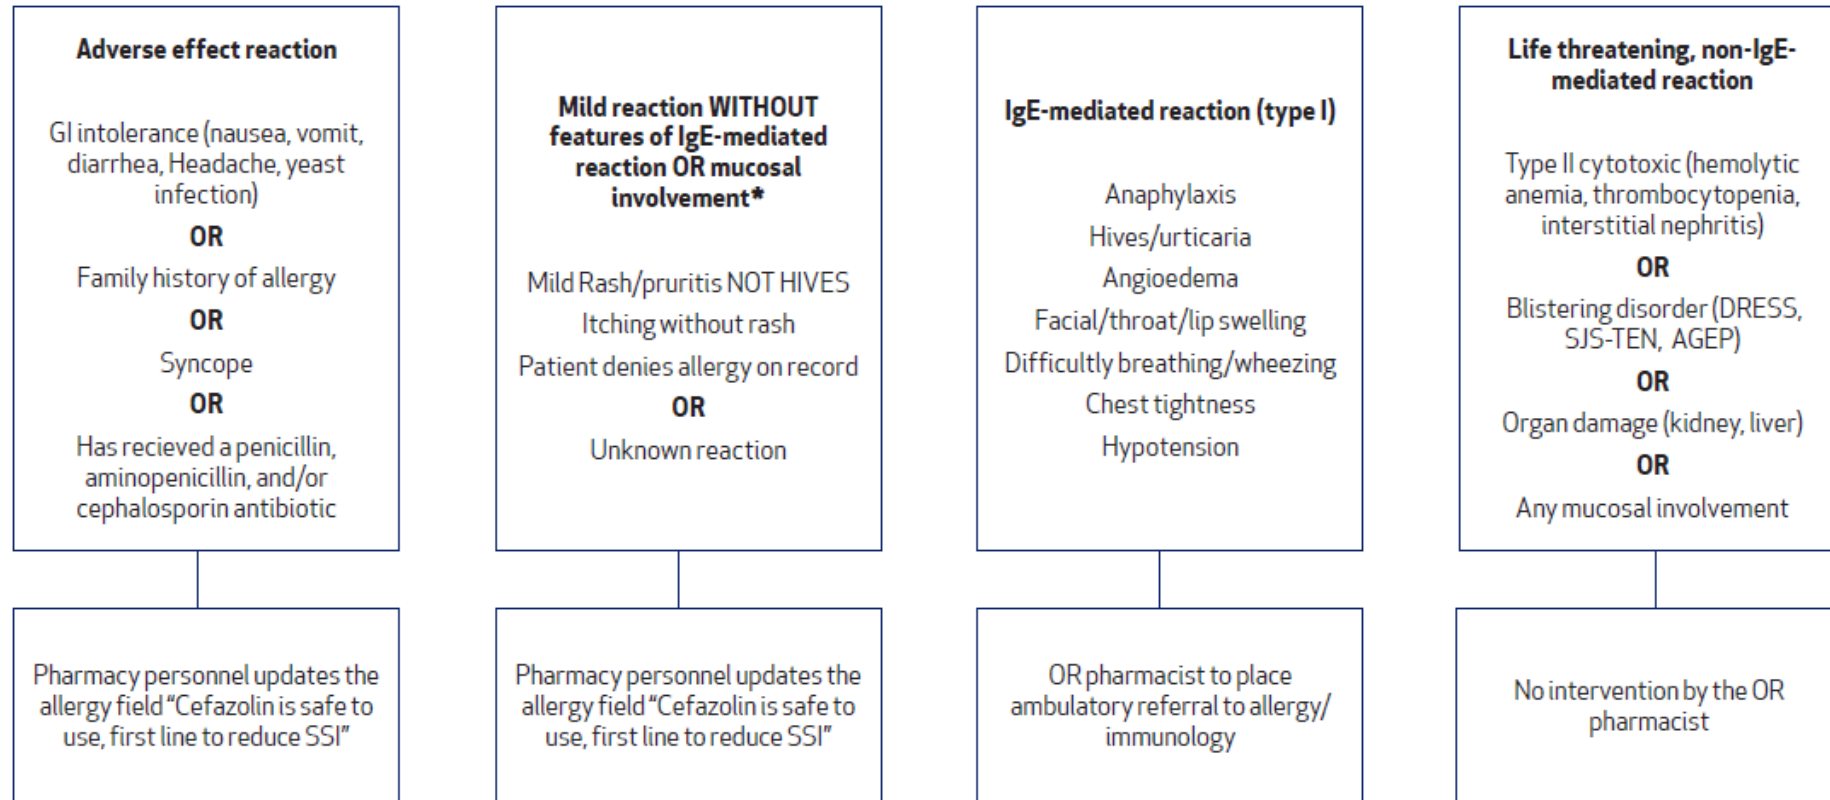 Adverse effect reaction
GI intolerance (nausea, vomit,
diarrhea, Headache, yeast
infection)
OR
Family history of allergy
OR
Syncope
OR
Has recieved a penicillin,
aminopenicillin, and/or
cephalosporin antibiotic
Pharmacy personnel updates the
allergy field “Cefazolin is safe to
use, first line to reduce SSI”
Mild reaction WITHOUT
features of IgE-mediated
reaction OR mucosal
involvement*
Mild Rash/pruritis NOT HIVES
Itching without rash
Patient denies allergy on record
OR
Unknown reaction
Pharmacy personnel updates the
allergy field “Cefazolin is safe to
use, first line to reduce SSI”
IgE-mediated reaction (type I)
Anaphylaxis
Hives/urticaria
Angioedema
Facial/throat/lip swelling
Difficultly breathing/wheezing
Chest tightness
Hypotension
OR pharmacist to place
ambulatory referral to allergy/
immunology
Life threatening, non-IgE-
mediated reaction
Type II cytotoxic (hemolytic
anemia, thrombocytopenia,
interstitial nephritis)
OR
Blistering disorder (DRESS,
SJS-TEN, AGEP)
OR
Organ damage (kidney, liver)
OR
Any mucosal involvement
No intervention by the OR
pharmacist